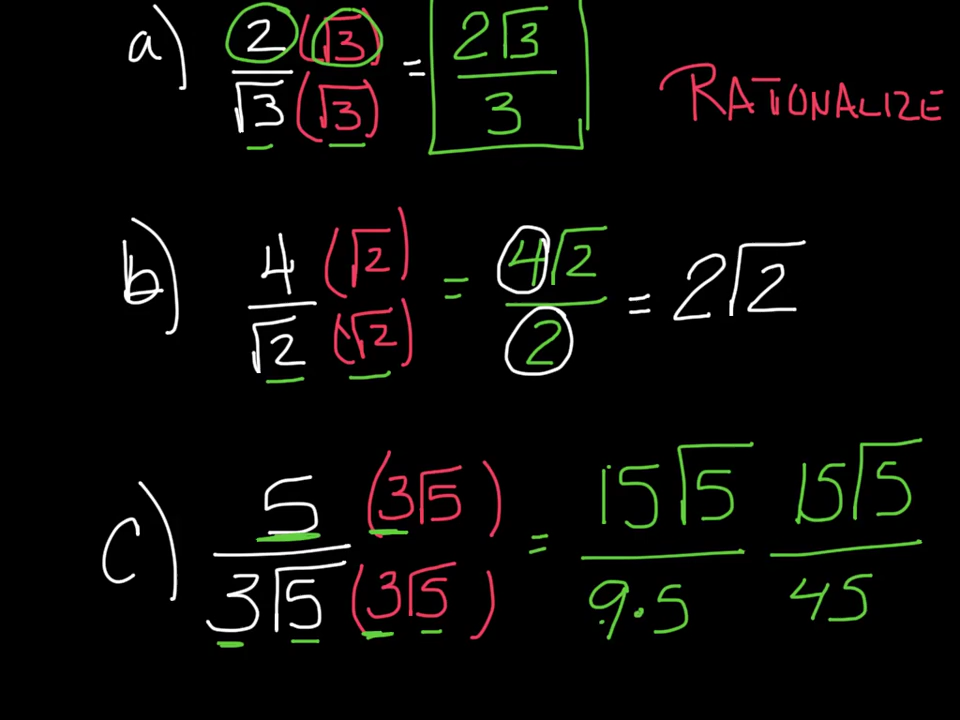 a) 2(√3) / √3(√3) = 2√3 / 3
RATIONALIZE
b) 4(√2) / √2(√2) = 4√2 / 2 = 2√2
c) 5(3√5) / 3√5(3√5) = 15√5 / 9·5 15√5 / 45